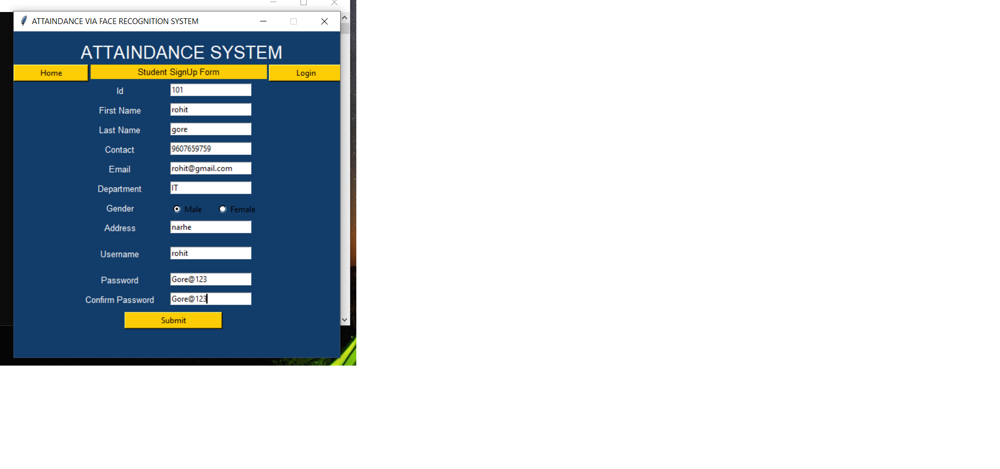 ATTAINDANCE VIA FACE RECOGNITION SYSTEM
ATTAINDANCE SYSTEM
Home Student SignUp Form Login
Id 101
First Name rohit
Last Name gore
Contact 9607659759
Email rohit@gmail.com
Department IT
Gender Male Female
Address narhe
Username rohit
Password Gore@123
Confirm Password Gore@123
Submit